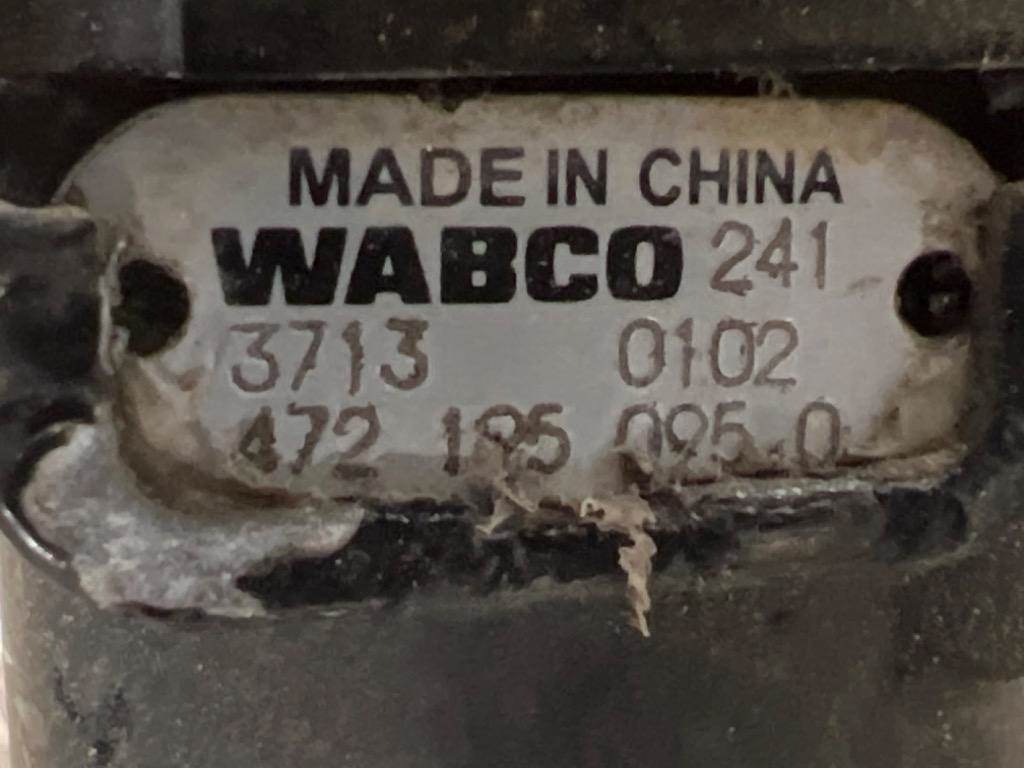 MADE IN CHINA
WABCO 241
3713 0102
472 195 095 0